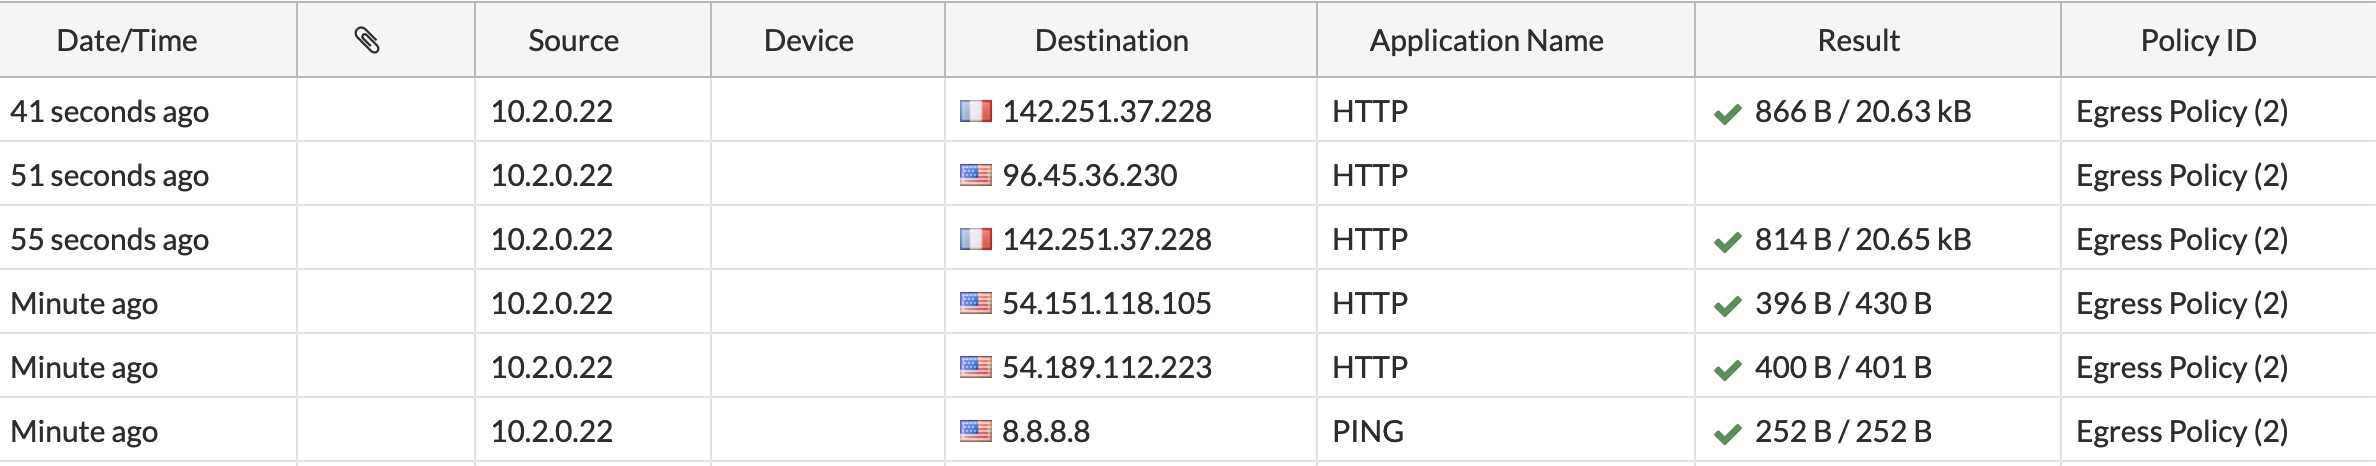 Date/Time Source Device Destination Application Name Result Policy ID
41 seconds ago 10.2.0.22 142.251.37.228 HTTP 866 B / 20.63 kB Egress Policy (2)
51 seconds ago 10.2.0.22 96.45.36.230 HTTP Egress Policy (2)
55 seconds ago 10.2.0.22 142.251.37.228 HTTP 814 B / 20.65 kB Egress Policy (2)
Minute ago 10.2.0.22 54.151.118.105 HTTP 396 B / 430 B Egress Policy (2)
Minute ago 10.2.0.22 54.189.112.223 HTTP 400 B / 401 B Egress Policy (2)
Minute ago 10.2.0.22 8.8.8.8 PING 252 B / 252 B Egress Policy (2)